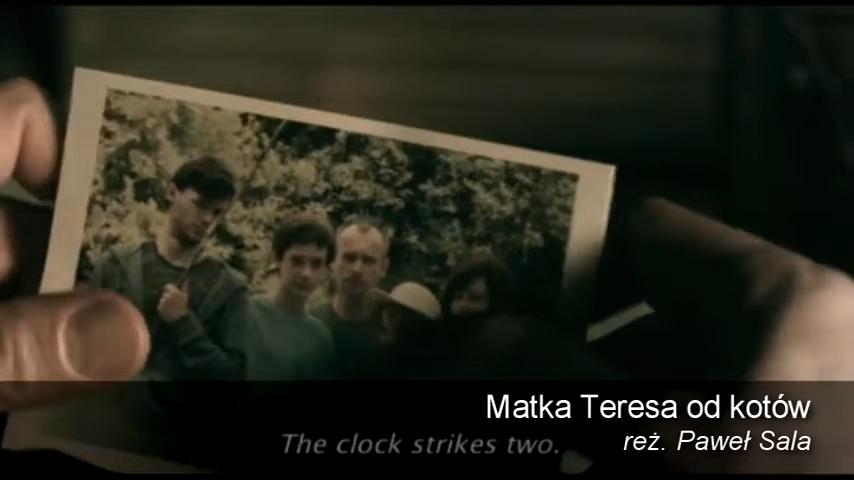 Matka Teresa od kotów
reż. Paweł Sala
The clock strikes two.